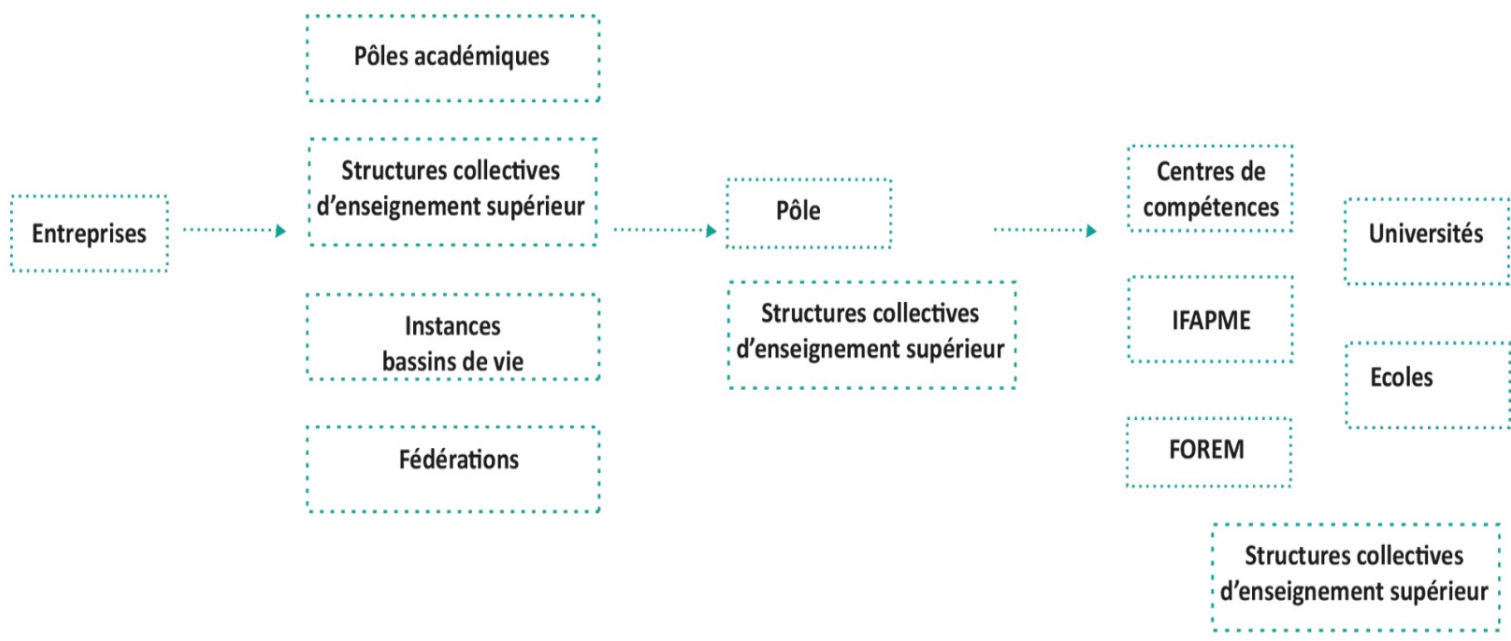 Entreprises
Pôles académiques
Structures collectives
d’enseignement supérieur
Instances
bassins de vie
Fédérations
Pôle
Structures collectives
d’enseignement supérieur
Centres de
compétences
IFAPME
FOREM
Universités
Ecoles
Structures collectives
d’enseignement supérieur